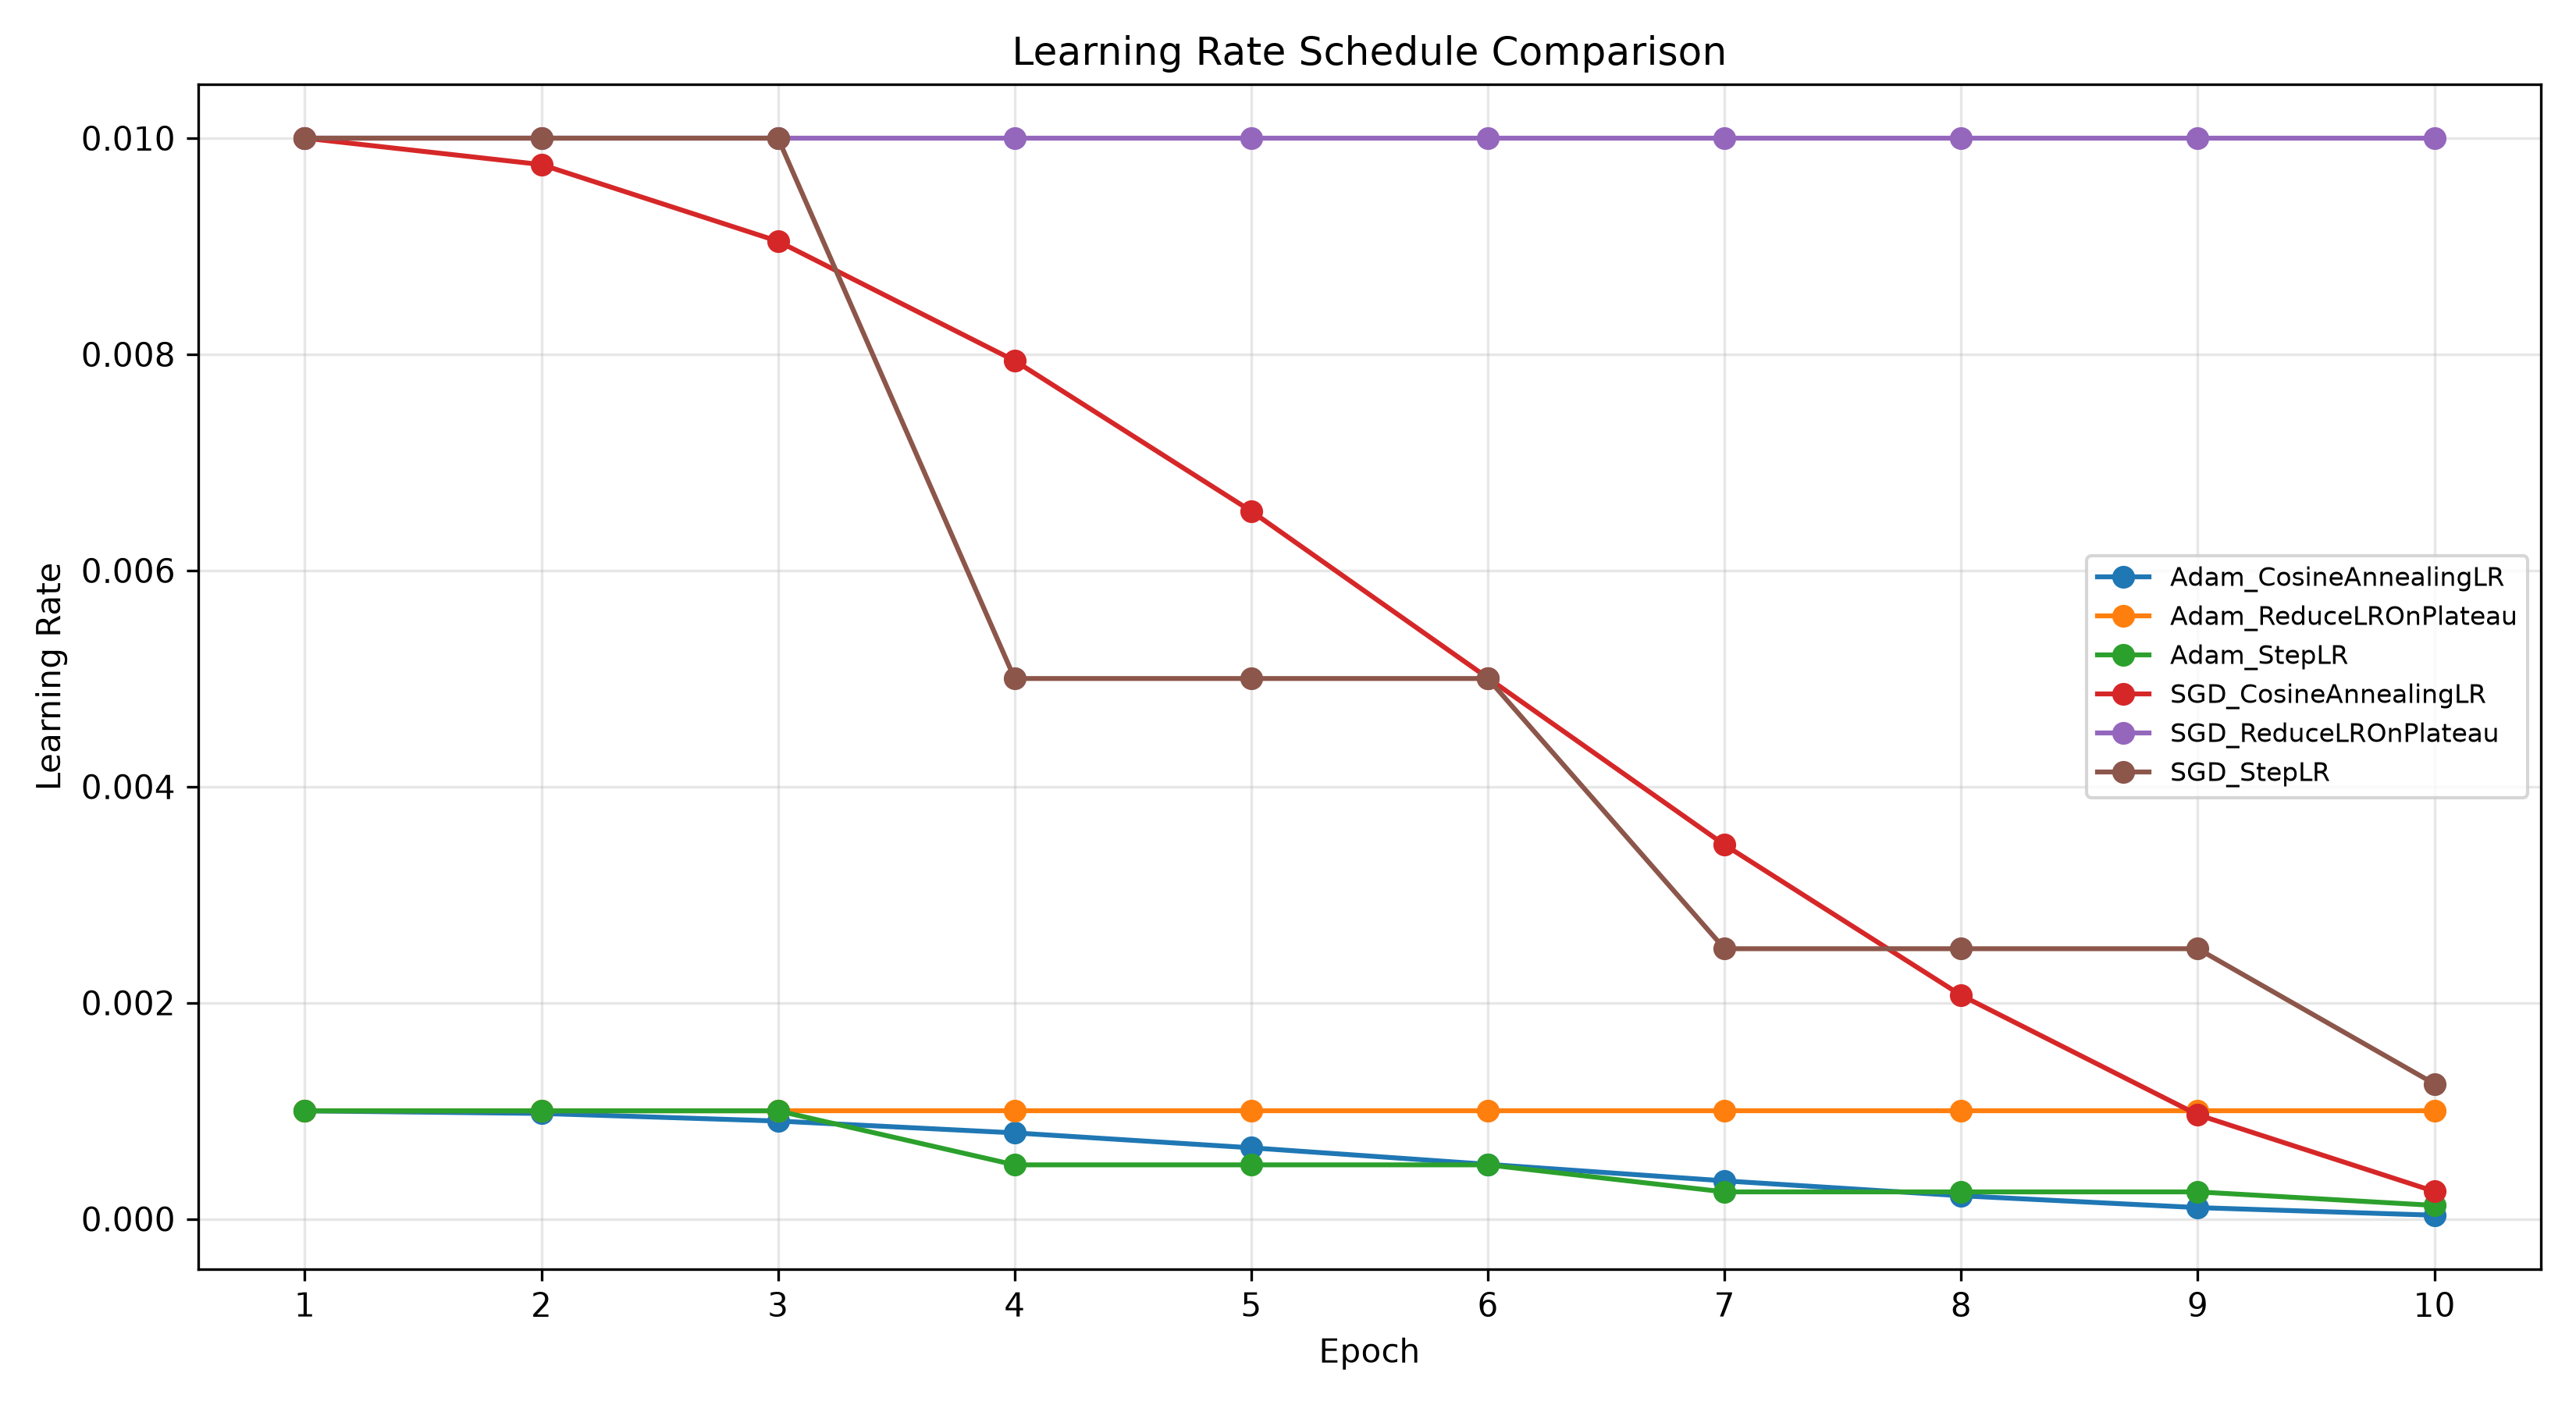 Learning Rate Schedule Comparison
0.010
0.008
0.006
0.004
0.002
0.000
Learning Rate
Adam_CosineAnnealingLR
Adam_ReduceLROnPlateau
Adam_StepLR
SGD_CosineAnnealingLR
SGD_ReduceLROnPlateau
SGD_StepLR
1 2 3 4 5 6 7 8 9 10
Epoch